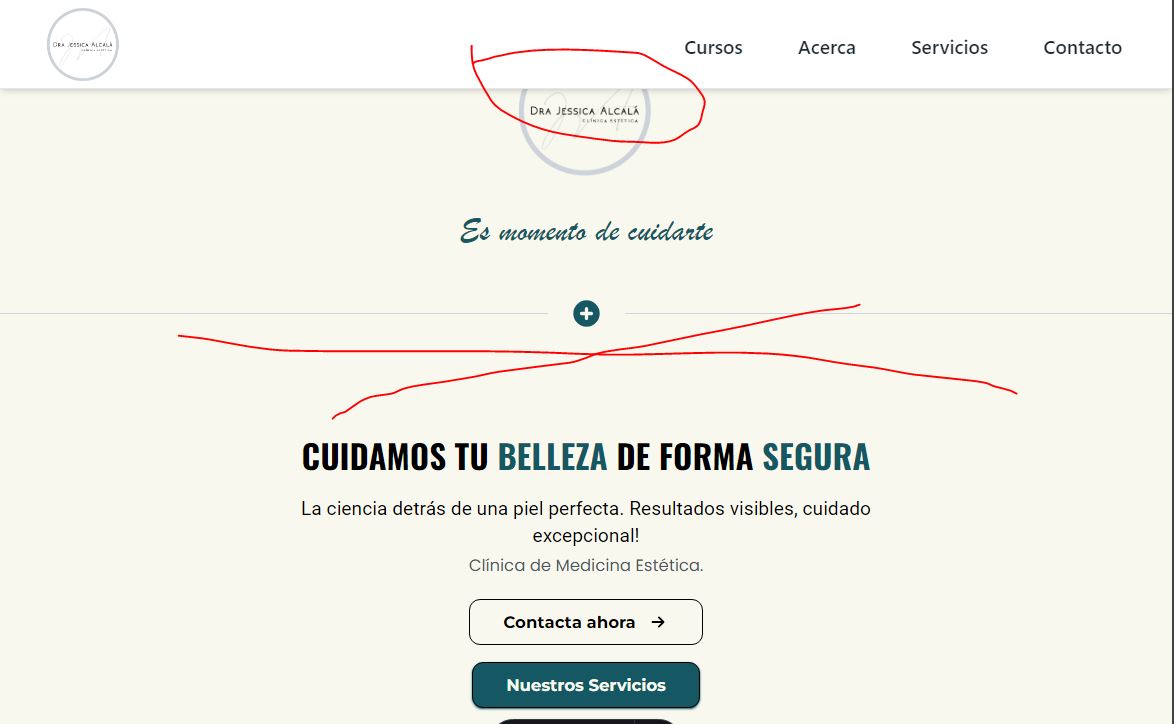 DRA JESSICA ALCALÁ
CLÍNICA ESTÉTICA
Cursos Acerca Servicios Contacto
DRA JESSICA ALCALÁ
CLÍNICA ESTÉTICA
Es momento de cuidarte
CUIDAMOS TU BELLEZA DE FORMA SEGURA
La ciencia detrás de una piel perfecta. Resultados visibles, cuidado
excepcional!
Clínica de Medicina Estética.
Contacta ahora →
Nuestros Servicios